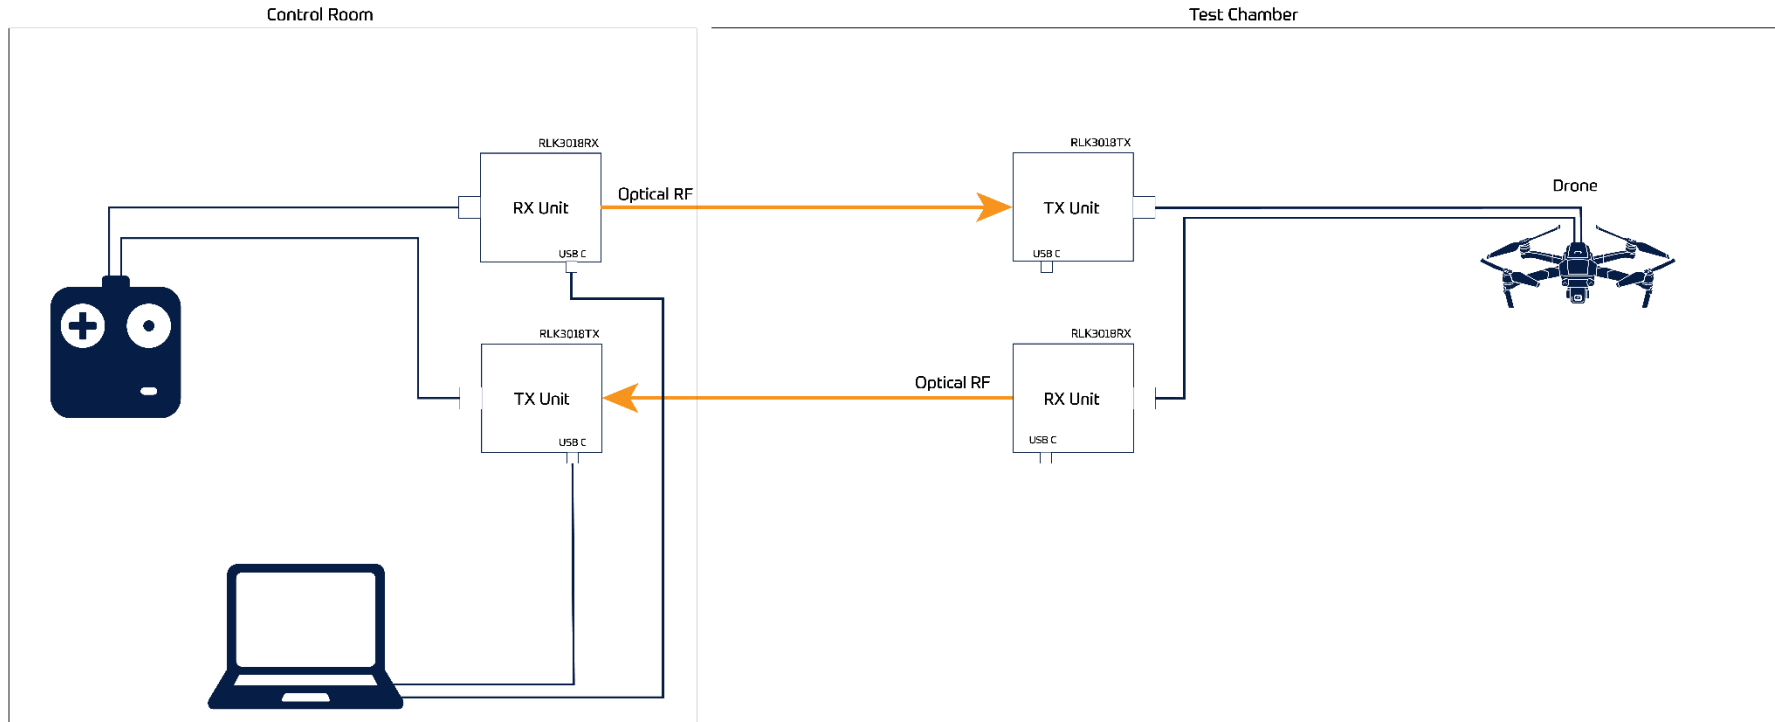 Control Room
Test Chamber
RLK3018RX
RX Unit
USB C
Optical RF
RLK3018TX
TX Unit
USB C
Drone
RLK3018TX
TX Unit
USB C
Optical RF
RLK3018RX
RX Unit
USB C